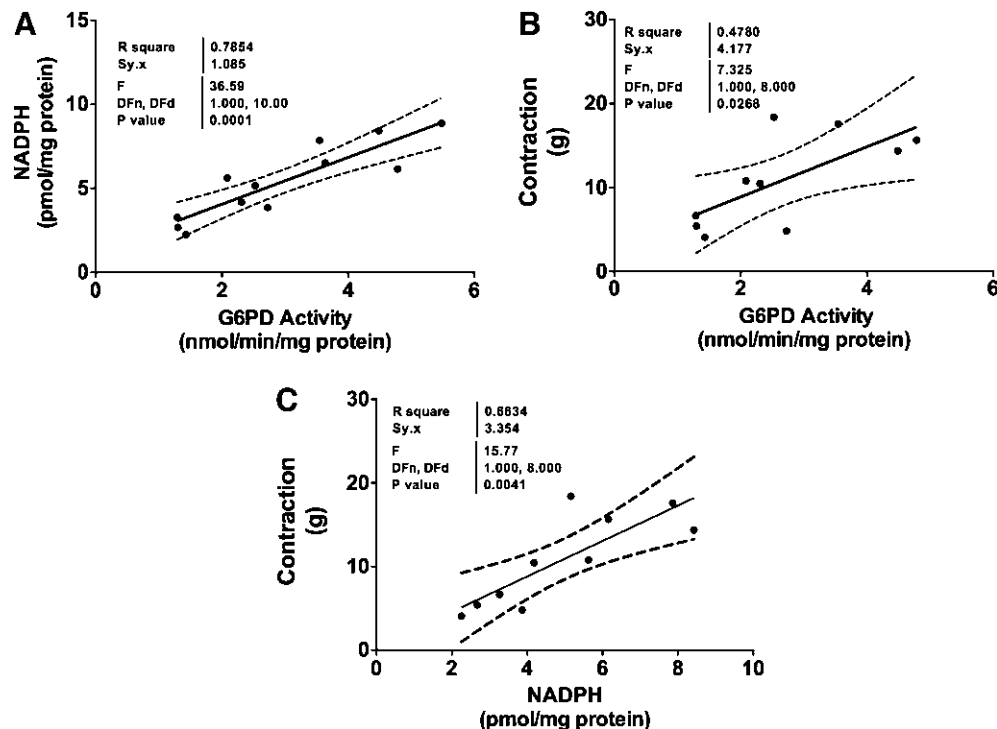 A
15
10
5
0
NADPH
(pmol/mg protein)
R square 0.7854
Sy.x 1.085
F 36.59
DFn, DFd 1.000, 10.00
P value 0.0001
0 2 4 6
G6PD Activity
(nmol/min/mg protein)
B
30
20
10
0
Contraction
(g)
R square 0.4780
Sy.x 4.177
F 7.325
DFn, DFd 1.000, 8.000
P value 0.0268
0 2 4 6
G6PD Activity
(nmol/min/mg protein)
C
30
20
10
0
Contraction
(g)
R square 0.6634
Sy.x 3.354
F 15.77
DFn, DFd 1.000, 8.000
P value 0.0041
0 2 4 6 8 10
NADPH
(pmol/mg protein)